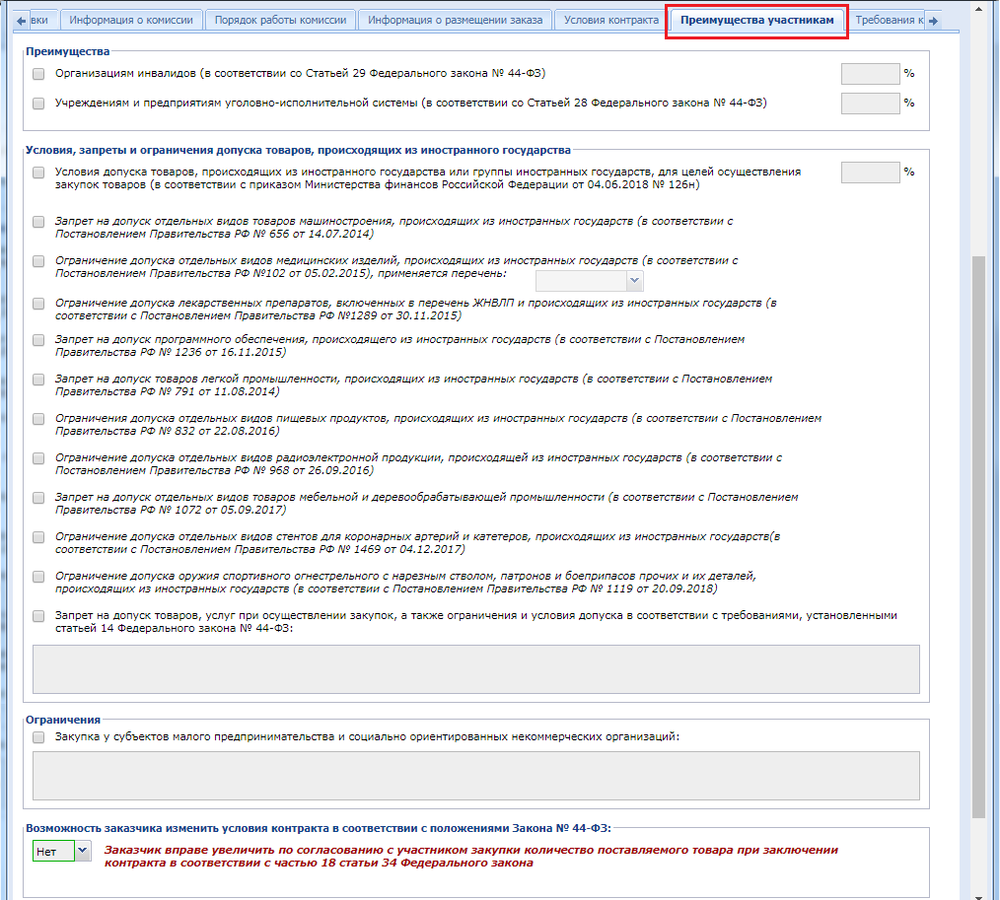 вки
Информация о комиссии
Порядок работы комиссии
Информация о размещении заказа
Условия контракта
Преимущества участникам
Требования к
Преимущества
Организациям инвалидов (в соответствии со Статьей 29 Федерального закона № 44-ФЗ)
%
Учреждениям и предприятиям уголовно-исполнительной системы (в соответствии со Статьей 28 Федерального закона № 44-ФЗ)
%
Условия, запреты и ограничения допуска товаров, происходящих из иностранного государства
Условия допуска товаров, происходящих из иностранного государства или группы иностранных государств, для целей осуществления
закупок товаров (в соответствии с приказом Министерства финансов Российской Федерации от 04.06.2018 № 126н)
%
Запрет на допуск отдельных видов товаров машиностроения, происходящих из иностранных государств (в соответствии с
Постановлением Правительства РФ № 656 от 14.07.2014)
Ограничение допуска отдельных видов медицинских изделий, происходящих из иностранных государств (в соответствии с
Постановлением Правительства РФ №102 от 05.02.2015), применяется перечень:
Ограничение допуска лекарственных препаратов, включенных в перечень ЖНВЛП и происходящих из иностранных государств (в
соответствии с Постановлением Правительства РФ №1289 от 30.11.2015)
Запрет на допуск программного обеспечения, происходящего из иностранных государств (в соответствии с Постановлением
Правительства РФ № 1236 от 16.11.2015)
Запрет на допуск товаров легкой промышленности, происходящих из иностранных государств (в соответствии с Постановлением
Правительства РФ № 791 от 11.08.2014)
Ограничения допуска отдельных видов пищевых продуктов, происходящих из иностранных государств (в соответствии с Постановлением
Правительства РФ № 832 от 22.08.2016)
Ограничение допуска отдельных видов радиоэлектронной продукции, происходящей из иностранных государств (в соответствии с
Постановлением Правительства РФ № 968 от 26.09.2016)
Запрет на допуск отдельных видов товаров мебельной и деревообрабатывающей промышленности (в соответствии с Постановлением
Правительства РФ № 1072 от 05.09.2017)
Ограничение допуска отдельных видов стентов для коронарных артерий и катетеров, происходящих из иностранных государств(в
соответствии с Постановлением Правительства РФ № 1469 от 04.12.2017)
Ограничение допуска оружия спортивного огнестрельного с нарезным стволом, патронов и боеприпасов прочих и их деталей,
происходящих из иностранных государств (в соответствии с Постановлением Правительства РФ № 1119 от 20.09.2018)
Запрет на допуск товаров, услуг при осуществлении закупок, а также ограничения и условия допуска в соответствии с требованиями, установленными
статьей 14 Федерального закона № 44-ФЗ:
Ограничения
Закупка у субъектов малого предпринимательства и социально ориентированных некоммерческих организаций:
Возможность заказчика изменить условия контракта в соответствии с положениями Закона № 44-ФЗ:
Нет
Заказчик вправе увеличить по согласованию с участником закупки количество поставляемого товара при заключении
контракта в соответствии с частью 18 статьи 34 Федерального закона